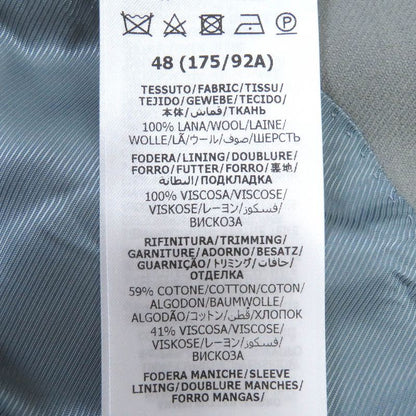 48 (175/92A)
TESSUTO/FABRIC/TISSU/
TEJIDO/GEWEBE/TECIDO/
本体/قماش/ТКАНЬ
100% LANA/WOOL/LAINE/
WOLLE/LÃ/ウール/صوف/ШЕРСТЬ
FODERA/LINING/DOUBLURE/
FORRO/FUTTER/FORRO/裏地/
البطانة/ПОДКЛАДКА
100% VISCOSA/VISCOSE/
VISKOSE/レーヨン/فسكوز/
ВИСКОЗА
RIFINITURA/TRIMMING/
GARNITURE/ADORNO/BESATZ/
GUARNIÇÃO/トリミング/حافات/
ОТДЕЛКА
59% COTONE/COTTON/COTON/
ALGODON/BAUMWOLLE/
ALGODÃO/コットン/قطن/ХЛОПОК
41% VISCOSA/VISCOSE/
VISKOSE/レーヨン/فسكوز/
ВИСКОЗА
FODERA MANICHE/SLEEVE
LINING/DOUBLURE MANCHES/
FORRO MANGAS/